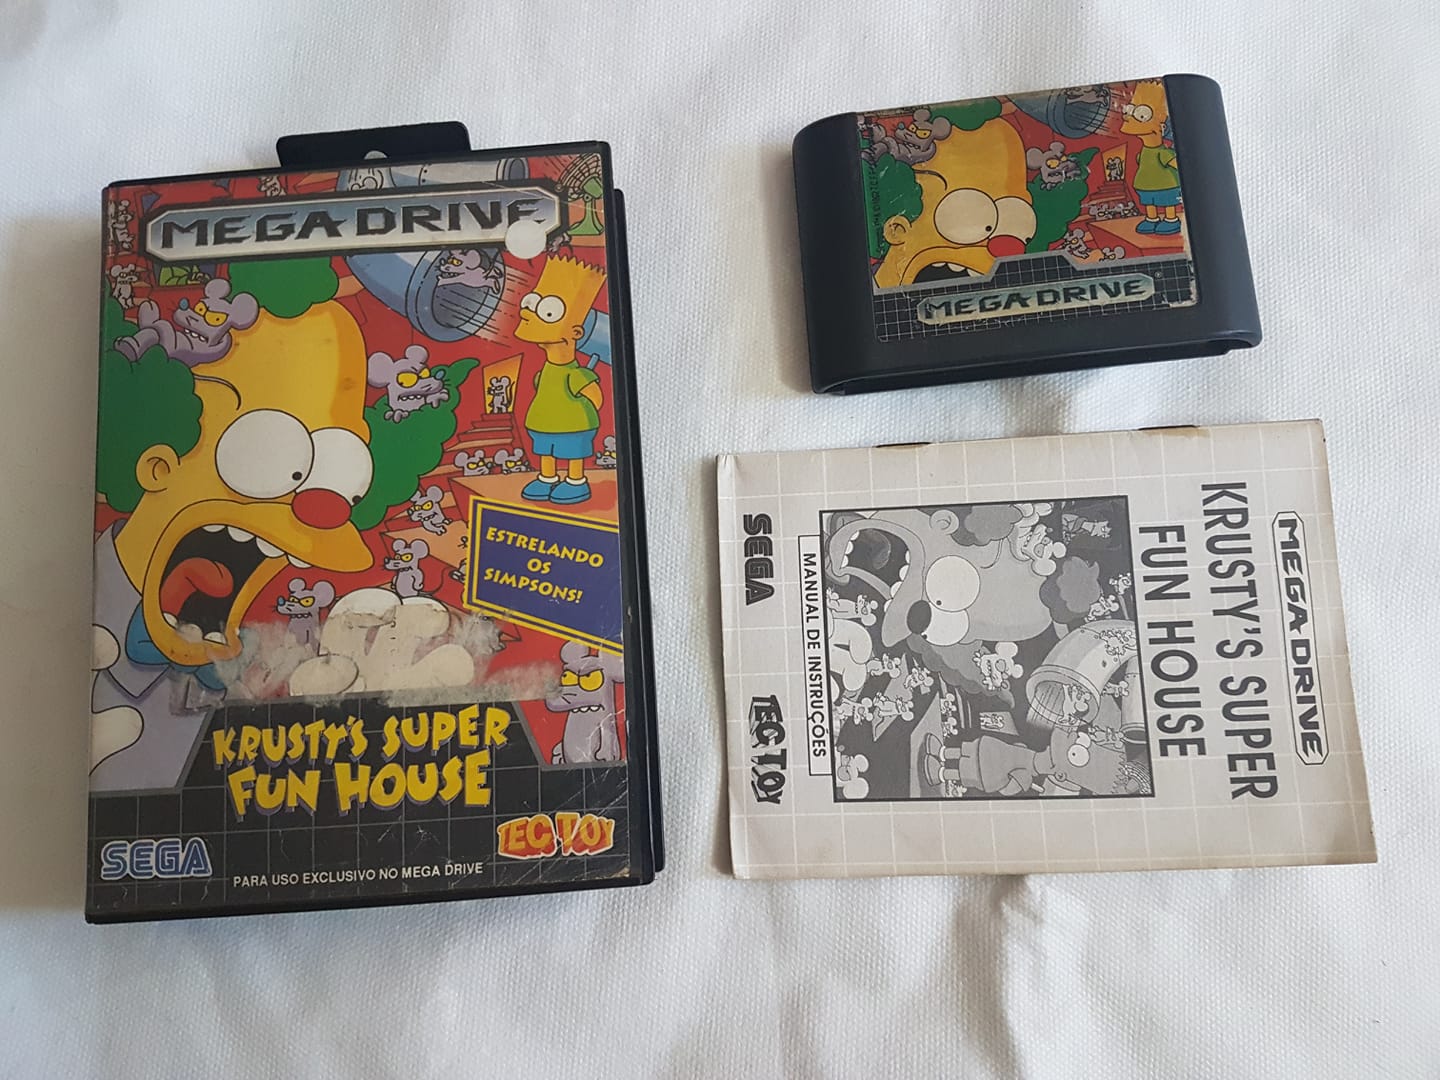 MEGA DRIVE
ESTRELANDO
OS
SIMPSONS!
KRUSTY'S SUPER
FUN HOUSE
SEGA
TEC TOY
PARA USO EXCLUSIVO NO MEGA DRIVE
MEGA DRIVE
MEGA DRIVE
KRUSTY'S SUPER
FUN HOUSE
MANUAL DE INSTRUÇÕES
SEGA
TEC TOY